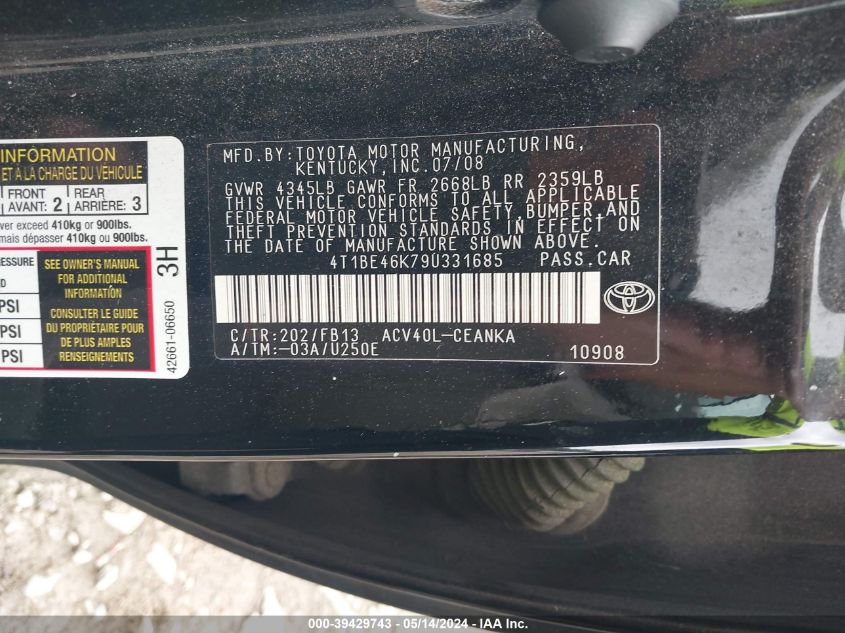 INFORMATION
ET A LA CHARGE DU VÉHICULE
FRONT
AVANT: 2
REAR
ARRIÈRE: 3
exceed 410kg or 900lbs.
mais dépasser 410kg ou 900lbs.
SEE OWNER'S MANUAL
FOR ADDITIONAL
INFORMATION
CONSULTER LE GUIDE
DU PROPRIÉTAIRE POUR
DE PLUS AMPLES
RENSEIGNEMENTS
PSI
PSI
PSI
3H
42661-06650
MFD.BY: TOYOTA MOTOR MANUFACTURING,
KENTUCKY, INC. 07/08
GVWR 4345LB GAWR FR 2668LB RR 2359LB
THIS VEHICLE CONFORMS TO ALL APPLICABLE
FEDERAL MOTOR VEHICLE SAFETY, BUMPER, AND
THEFT PREVENTION STANDARDS IN EFFECT ON
THE DATE OF MANUFACTURE SHOWN ABOVE.
4T1BE46K79U331685 PASS.CAR
C/TR:202/FB13 ACV40L-CEANKA
A/TM:-03A/U250E 10908
000-39429743 - 05/14/2024 - IAA Inc.